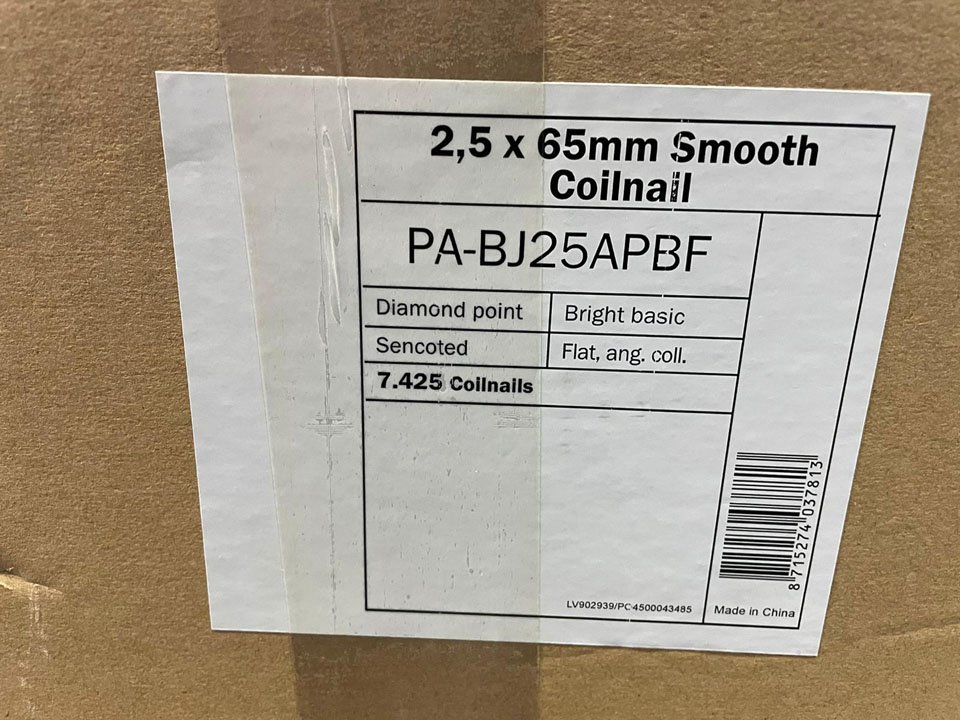 2,5 x 65mm Smooth
Coilnail
PA-BJ25APBF
Diamond point
Bright basic
Sencoted
Flat, ang. coll.
7.425 Coilnails
8 715274 037813
LV902939/PC4500043485
Made in China